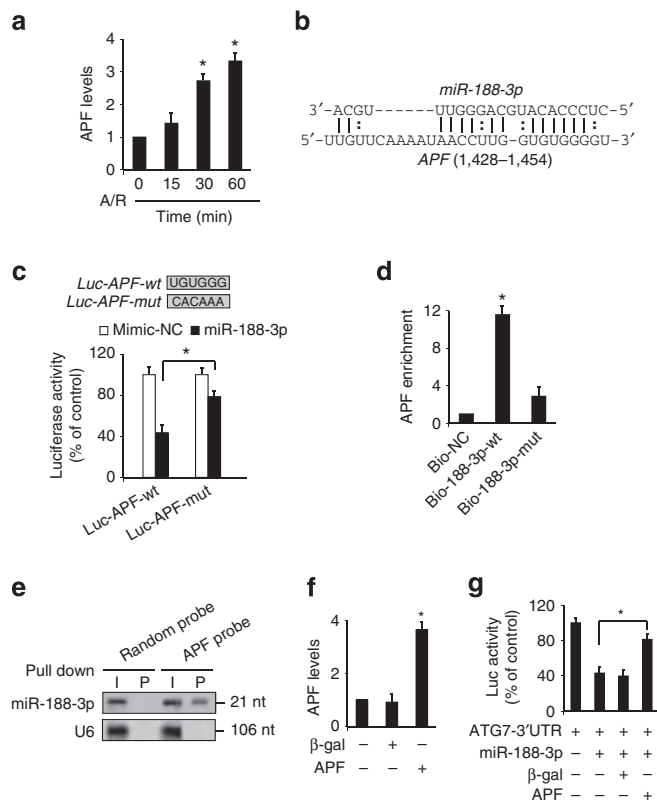 a
APF levels
4
3
2
1
0
0 15 30 60
A/R
Time (min)
* *
b
miR-188-3p
3′-ACGU------UUGGGACGUACACCCUC-5′
5′-UUGUUCAAAAUAACCUUG-GUGUGGGGU-3′
APF (1,428–1,454)
c
Luc-APF-wt UGUGGG
Luc-APF-mut CACAAA
Mimic-NC miR-188-3p
Luciferase activity
(% of control)
120
80
40
0
*
Luc-APF-wt
Luc-APF-mut
d
APF enrichment
12
8
4
0
*
Bio-NC
Bio-188-3p-wt
Bio-188-3p-mut
e
Random probe
APF probe
Pull down
I P I P
miR-188-3p 21 nt
U6 106 nt
f
APF levels
4
2
0
*
β-gal – + –
APF – – +
g
Luc activity
(% of control)
120
80
40
0
*
ATG7-3′UTR + + + +
miR-188-3p – + + +
β-gal – – + –
APF – – – +